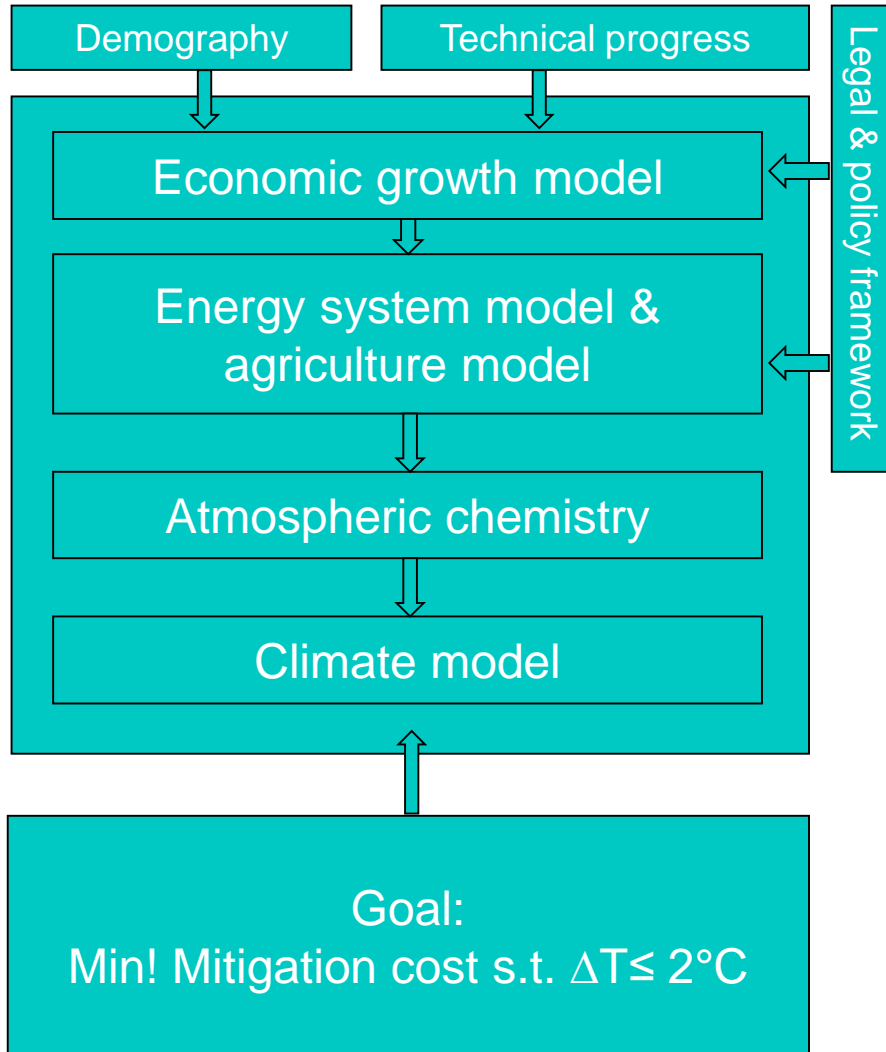 Demography
Technical progress
Legal & policy framework
Economic growth model
Energy system model &
agriculture model
Atmospheric chemistry
Climate model
Goal:
Min! Mitigation cost s.t. ∆T≤ 2°C